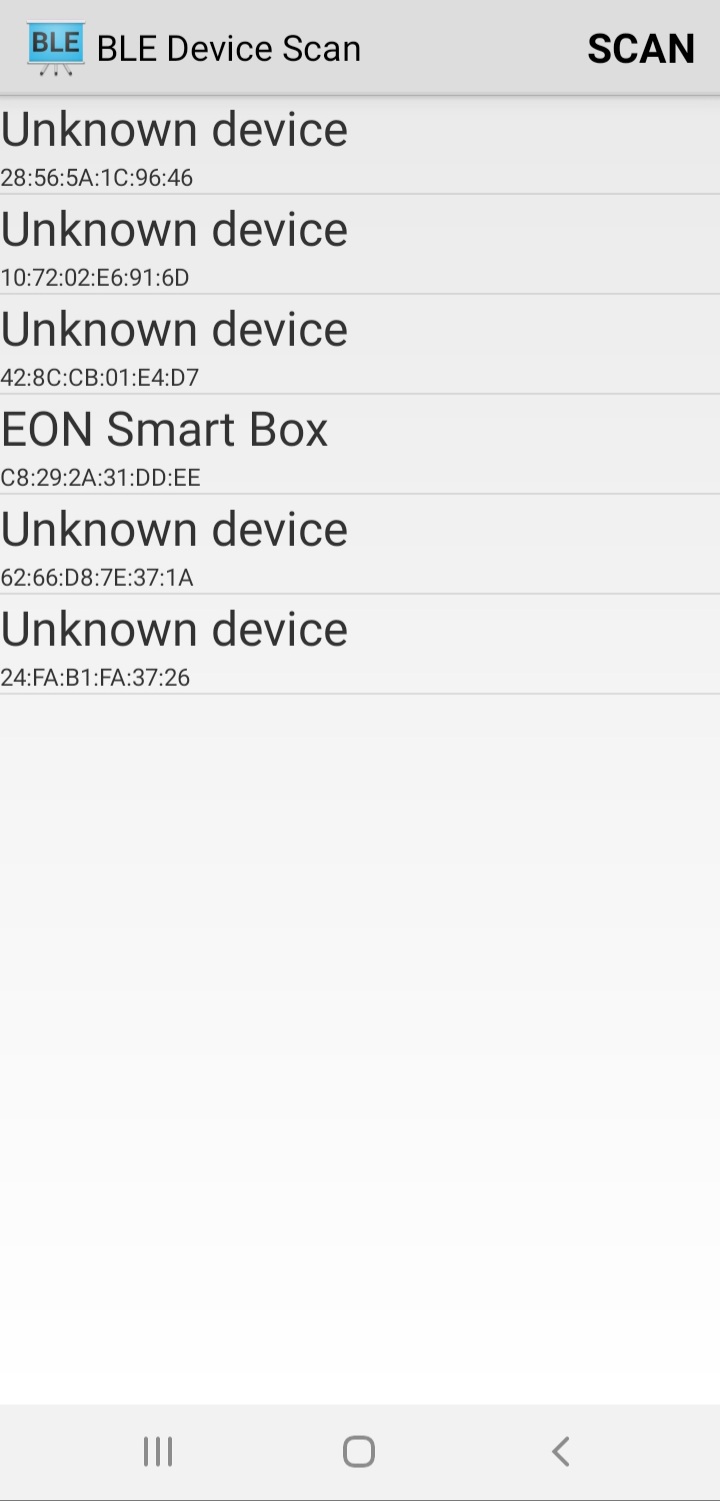 BLE BLE Device Scan SCAN
Unknown device
28:56:5A:1C:96:46
Unknown device
10:72:02:E6:91:6D
Unknown device
42:8C:CB:01:E4:D7
EON Smart Box
C8:29:2A:31:DD:EE
Unknown device
62:66:D8:7E:37:1A
Unknown device
24:FA:B1:FA:37:26